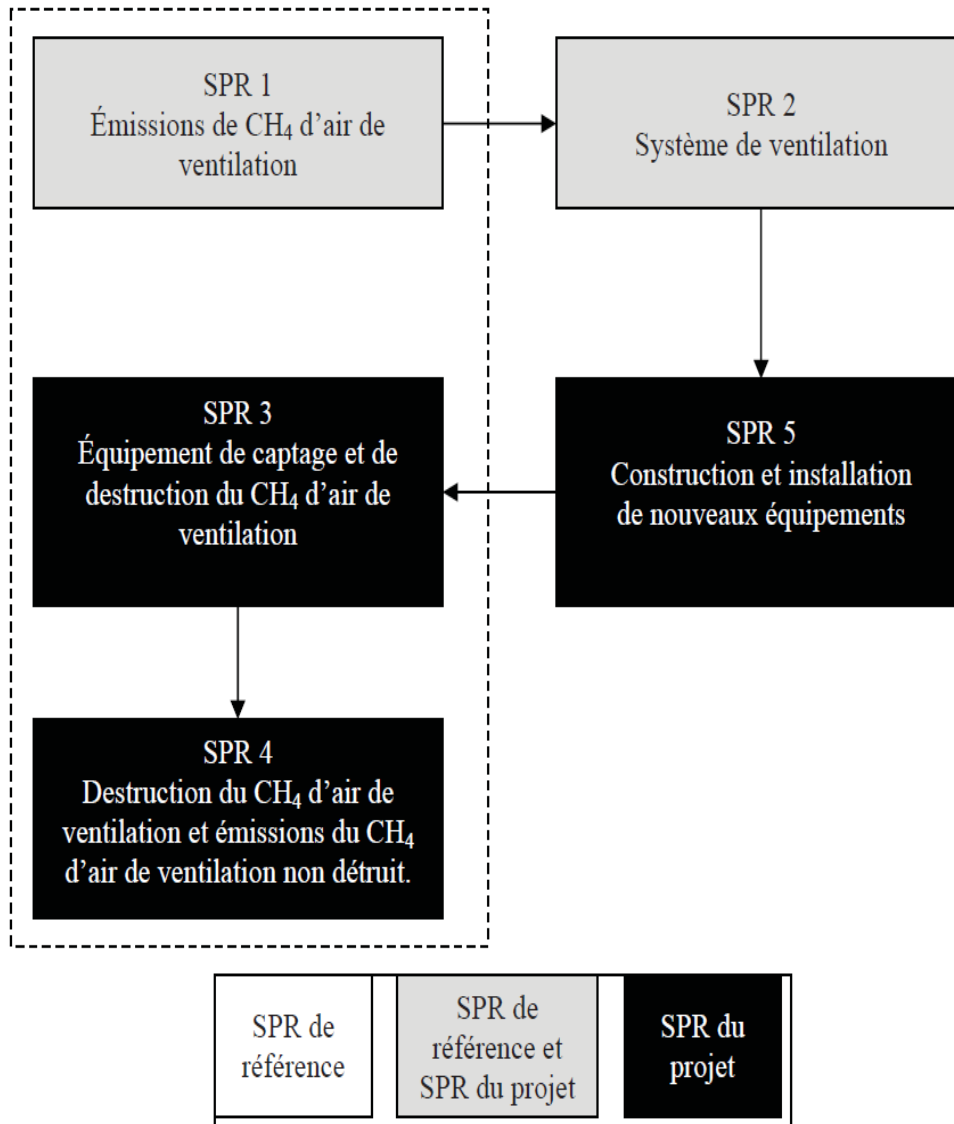 SPR 1
Émissions de CH₄ d’air de
ventilation
SPR 2
Système de ventilation
SPR 3
Équipement de captage et de
destruction du CH₄ d’air de
ventilation
SPR 5
Construction et installation
de nouveaux équipements
SPR 4
Destruction du CH₄ d’air de
ventilation et émissions du CH₄
d’air de ventilation non détruit.
SPR de
référence
SPR de
référence et
SPR du projet
SPR du
projet